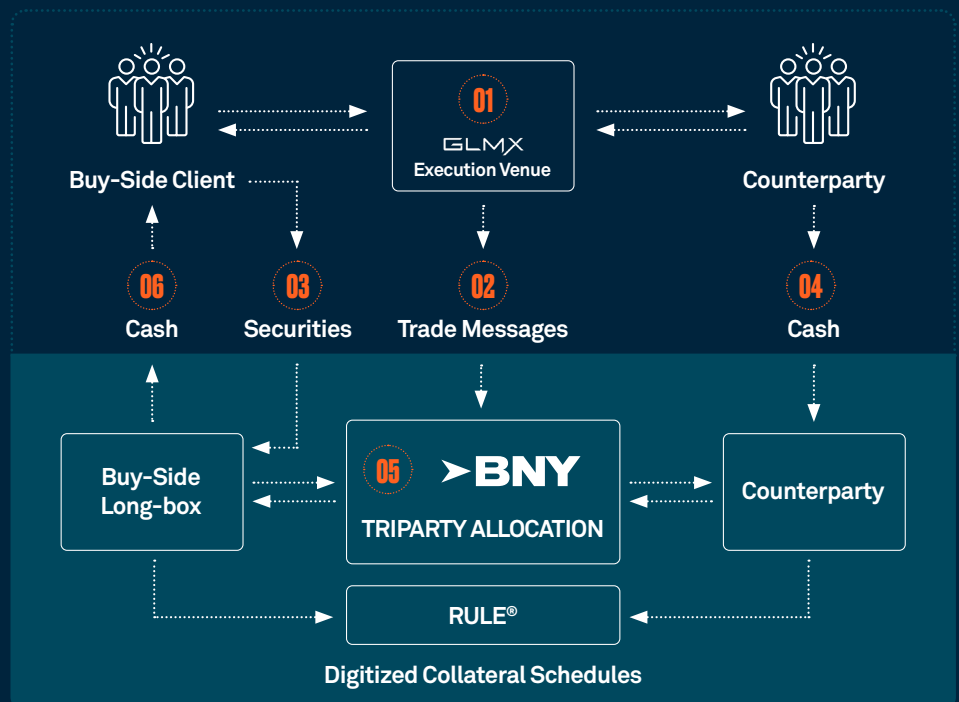 01
GLMX
Execution Venue
Buy-Side Client
Counterparty
06
Cash
03
Securities
02
Trade Messages
04
Cash
Buy-Side
Long-box
05
BNY
TRIPARTY ALLOCATION
Counterparty
RULE®
Digitized Collateral Schedules